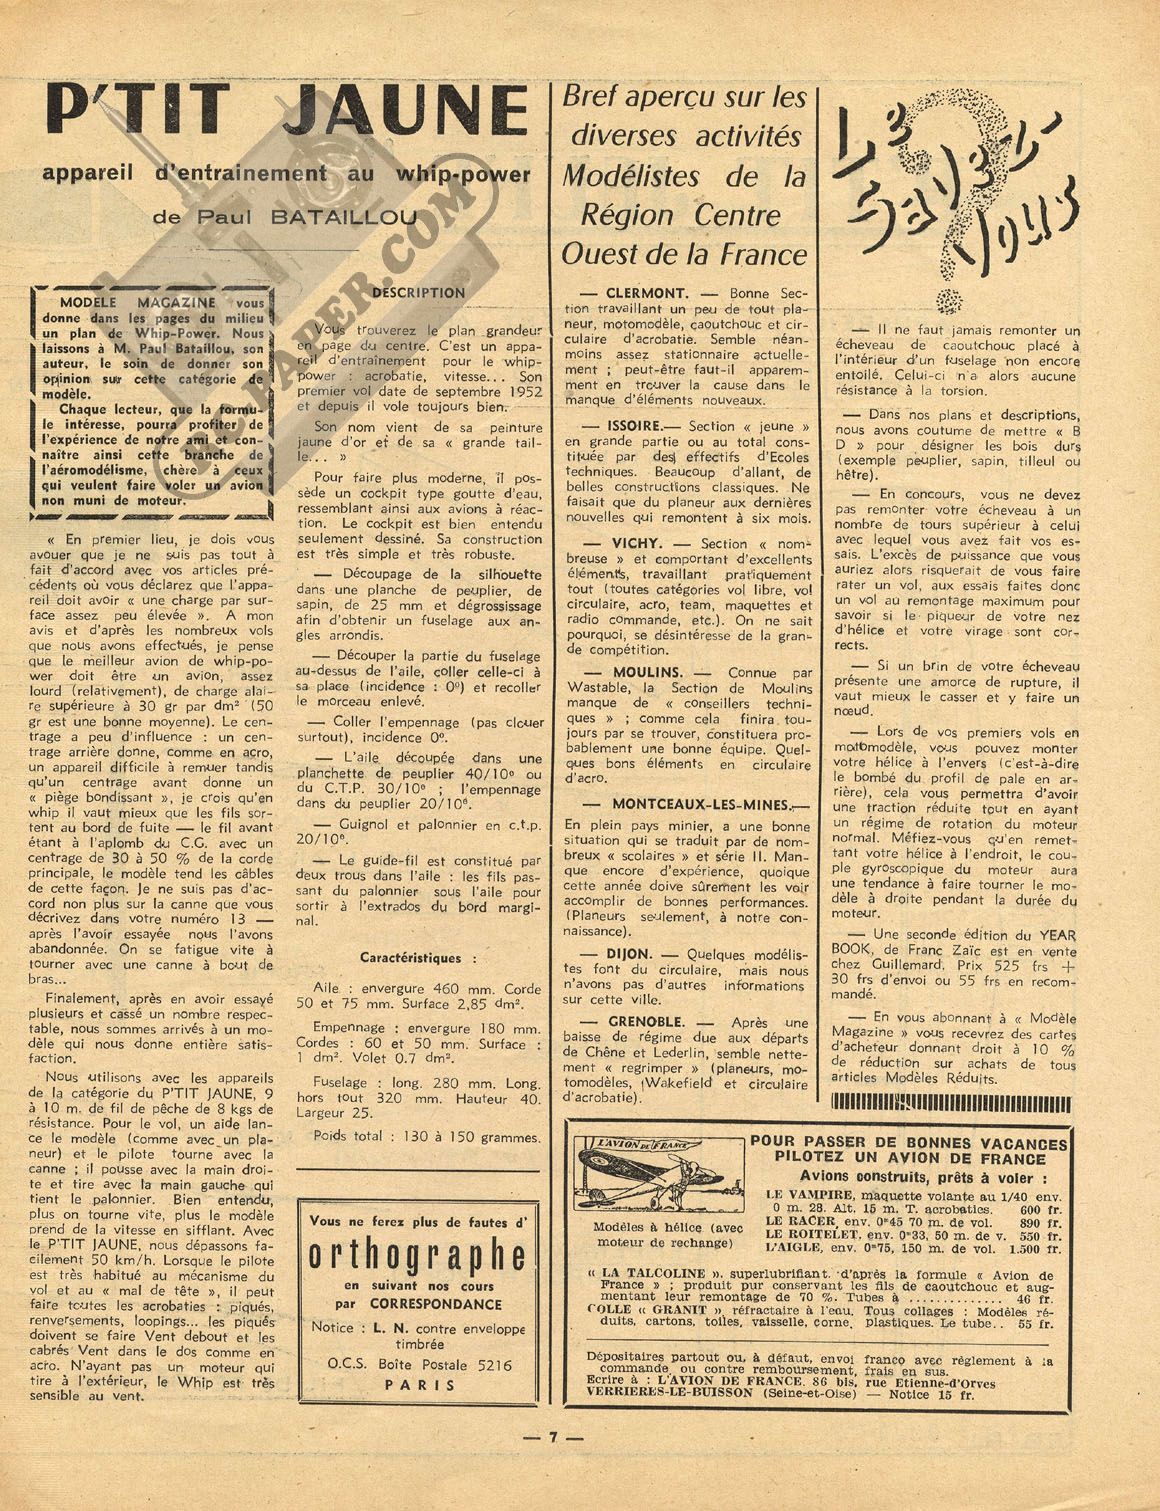 P'TIT JAUNE
appareil d'entrainement au whip-power
de Paul BATAILLOU
MODELE MAGAZINE vous
donne dans les pages du milieu
un plan de Whip-Power. Nous
laissons à M. Paul Bataillou, son
auteur, le soin de donner son
opinion sur cette catégorie de
modèle.
Chaque lecteur, que la formu-
le intéresse, pourra profiter de
l'expérience de notre ami et con-
naître ainsi cette branche de
l'aéromodélisme, chère à ceux
qui veulent faire voler un avion
non muni de moteur.
« En premier lieu, je dois vous
avouer que je ne suis pas tout à
fait d'accord avec vos articles pré-
cédents où vous déclarez que l'appa-
reil doit avoir « une charge par sur-
face assez peu élevée ». A mon
avis et d'après les nombreux vols
que nous avons effectués, je pense
que le meilleur avion de whip-po-
wer doit être un avion, assez
lourd (relativement), de charge alai-
re supérieure à 30 gr par dm² (50
gr est une bonne moyenne). Le cen-
trage a peu d'influence : un cen-
trage arrière donne, comme en acro,
un appareil difficile à remuer tandis
qu'un centrage avant donne un
« piège bondissant », je crois qu'en
whip il vaut mieux que les fils sor-
tent au bord de fuite — le fil avant
étant à l'aplomb du C.G. avec un
centrage de 30 à 50 % de la corde
principale, le modèle tend les câbles
de cette façon. Je ne suis pas d'ac-
cord non plus sur la canne que vous
décrivez dans votre numéro 13 —
après l'avoir essayée nous l'avons
abandonnée. On se fatigue vite à
tourner avec une canne à bout de
bras...
Finalement, après en avoir essayé
plusieurs et cassé un nombre respec-
table, nous sommes arrivés à un mo-
dèle qui nous donne entière satis-
faction.
Nous utilisons avec les appareils
de la catégorie du P'TIT JAUNE, 9
à 10 m. de fil de pêche de 8 kgs de
résistance. Pour le vol, un aide lan-
ce le modèle (comme avec un pla-
neur) et le pilote tourne avec la
canne ; il pousse avec la main droi-
te et tire avec la main gauche qui
tient le palonnier. Bien entendu,
plus on tourne vite, plus le modèle
prend de la vitesse en sifflant. Avec
le P'TIT JAUNE, nous dépassons fa-
cilement 50 km/h. Lorsque le pilote
est très habitué au mécanisme du
vol et au « mal de tête », il peut
faire toutes les acrobaties : piqués,
renversements, loopings... les piqués
doivent se faire Vent debout et les
cabrés Vent dans le dos comme en
acro. N'ayant pas un moteur qui
tire à l'extérieur, le Whip est très
sensible au vent.
DESCRIPTION
Vous trouverez le plan grandeur
en page du centre. C'est un appa-
reil d'entraînement pour le whip-
power : acrobatie, vitesse... Son
premier vol date de septembre 1952
et depuis il vole toujours bien.
Son nom vient de sa peinture
jaune d'or et de sa « grande tail-
le... »
Pour faire plus moderne, il pos-
sède un cockpit type goutte d'eau,
ressemblant ainsi aux avions à réac-
tion. Le cockpit est bien entendu
seulement dessiné. Sa construction
est très simple et très robuste.
— Découpage de la silhouette
dans une planche de peuplier, de
sapin, de 25 mm et dégrossissage
afin d'obtenir un fuselage aux an-
gles arrondis.
— Découper la partie du fuselage
au-dessus de l'aile, coller celle-ci à
sa place (incidence : 0°) et recoller
le morceau enlevé.
— Coller l'empennage (pas clouer
surtout), incidence 0°.
— L'aile découpée dans une
planchette de peuplier 40/10e ou
du C.T.P. 30/10e ; l'empennage
dans du peuplier 20/10e.
— Guignol et palonnier en c.t.p.
20/10e.
— Le guide-fil est constitué par
deux trous dans l'aile : les fils pas-
sant du palonnier sous l'aile pour
sortir à l'extrados du bord margi-
nal.
Caractéristiques :
Aile : envergure 460 mm. Corde
50 et 75 mm. Surface 2,85 dm².
Empennage : envergure 180 mm.
Cordes : 60 et 50 mm. Surface :
1 dm². Volet 0.7 dm².
Fuselage : long. 280 mm. Long.
hors tout 320 mm. Hauteur 40.
Largeur 25.
Poids total : 130 à 150 grammes.
Vous ne ferez plus de fautes d'
orthographe
en suivant nos cours
par CORRESPONDANCE
Notice : L. N. contre enveloppe
timbrée
O.C.S. Boîte Postale 5216
PARIS
Bref aperçu sur les
diverses activités
Modélistes de la
Région Centre
Ouest de la France
— CLERMONT. — Bonne Sec-
tion travaillant un peu de tout pla-
neur, motomodèle, caoutchouc et cir-
culaire d'acrobatie. Semble néan-
moins assez stationnaire actuelle-
ment ; peut-être faut-il apparem-
ment en trouver la cause dans le
manque d'éléments nouveaux.
— ISSOIRE. — Section « jeune »
en grande partie ou au total cons-
tituée par des effectifs d'Ecoles
techniques. Beaucoup d'allant, de
belles constructions classiques. Ne
faisait que du planeur aux dernières
nouvelles qui remontent à six mois.
— VICHY. — Section « nom-
breuse » et comportant d'excellents
éléments, travaillant pratiquement
tout (toutes catégories vol libre, vol
circulaire, acro, team, maquettes et
radio commande, etc.). On ne sait
pourquoi, se désintéresse de la gran-
de compétition.
— MOULINS. — Connue par
Wastable, la Section de Moulins
manque de « conseillers techni-
ques » ; comme cela finira tou-
jours par se trouver, constituera pro-
bablement une bonne équipe. Quel-
ques bons éléments en circulaire
d'acro.
— MONTCEAUX-LES-MINES.—
En plein pays minier, a une bonne
situation qui se traduit par de nom-
breux « scolaires » et série II. Man-
que encore d'expérience, quoique
cette année doive sûrement les voir
accomplir de bonnes performances.
(Planeurs seulement, à notre con-
naissance).
— DIJON. — Quelques modélis-
tes font du circulaire, mais nous
n'avons pas d'autres informations
sur cette ville.
— GRENOBLE. — Après une
baisse de régime due aux départs
de Chêne et Lederlin, semble nette-
ment « regrimper » (planeurs, mo-
tomodèles, (Wakefield et circulaire
d'acrobatie).
LE
SAVEZ-
VOUS
?
— Il ne faut jamais remonter un
écheveau de caoutchouc placé à
l'intérieur d'un fuselage non encore
entoilé. Celui-ci n'a alors aucune
résistance à la torsion.
— Dans nos plans et descriptions,
nous avons coutume de mettre « B
D » pour désigner les bois durs
(exemple peuplier, sapin, tilleul ou
hêtre).
— En concours, vous ne devez
pas remonter votre écheveau à un
nombre de tours supérieur à celui
avec lequel vous avez fait vos es-
sais. L'excès de puissance que vous
auriez alors risquerait de vous faire
rater un vol, aux essais faites donc
un vol au remontage maximum pour
savoir si le piqueur de votre nez
d'hélice et votre virage sont cor-
rects.
— Si un brin de votre écheveau
présente une amorce de rupture, il
vaut mieux le casser et y faire un
nœud.
— Lors de vos premiers vols en
motomodèle, vous pouvez monter
votre hélice à l'envers (c'est-à-dire
le bombé du profil de pale en ar-
rière), cela vous permettra d'avoir
une traction réduite tout en ayant
un régime de rotation du moteur
normal. Méfiez-vous qu'en remet-
tant votre hélice à l'endroit, le cou-
ple gyroscopique du moteur aura
une tendance à faire tourner le mo-
dèle à droite pendant la durée du
moteur.
— Une seconde édition du YEAR
BOOK, de Franc Zaïc est en vente
chez Guillemard. Prix 525 frs +
30 frs d'envoi ou 55 frs en recom-
mandé.
— En vous abonnant à « Modèle
Magazine » vous recevrez des cartes
d'acheteur donnant droit à 10 %
de réduction sur achats de tous
articles Modèles Réduits.
L'AVION DE FRANCE
Modèles à hélice (avec
moteur de rechange)
POUR PASSER DE BONNES VACANCES
PILOTEZ UN AVION DE FRANCE
Avions construits, prêts à voler :
LE VAMPIRE, maquette volante au 1/40 env.
0 m. 28. Alt. 15 m. T. acrobatics. 600 fr.
LE RACER, env. 0m45 70 m. de vol. 890 fr.
LE ROITELET, env. 0m33, 50 m. de v. 550 fr.
L'AIGLE, env. 0m75, 150 m. de vol. 1.500 fr.
« LA TALCOLINE », superlubrifiant, d'après la formule « Avion de
France » ; produit pur conservant les fils de caoutchouc et aug-
mentant leur remontage de 70 %. Tubes à ............ 46 fr.
COLLE « GRANIT », réfractaire à l'eau. Tous collages : Modèles ré-
duits, cartons, toiles, vaisselle, corne, plastiques. Le tube.. 55 fr.
Dépositaires partout ou, à défaut, envoi franco avec règlement à la
commande ou contre remboursement, frais en sus.
Ecrire à : L'AVION DE FRANCE, 86 bis, rue Etienne-d'Orves
VERRIERES-LE-BUISSON (Seine-et-Oise) — Notice 15 fr.
— 7 —
RC-PAPER.COM